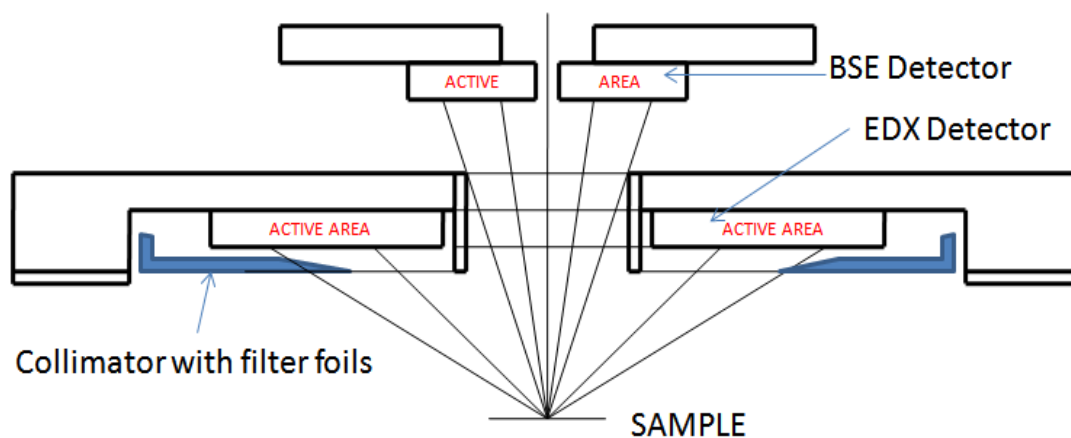 ACTIVE AREA BSE Detector
EDX Detector
ACTIVE AREA ACTIVE AREA
Collimator with filter foils
SAMPLE